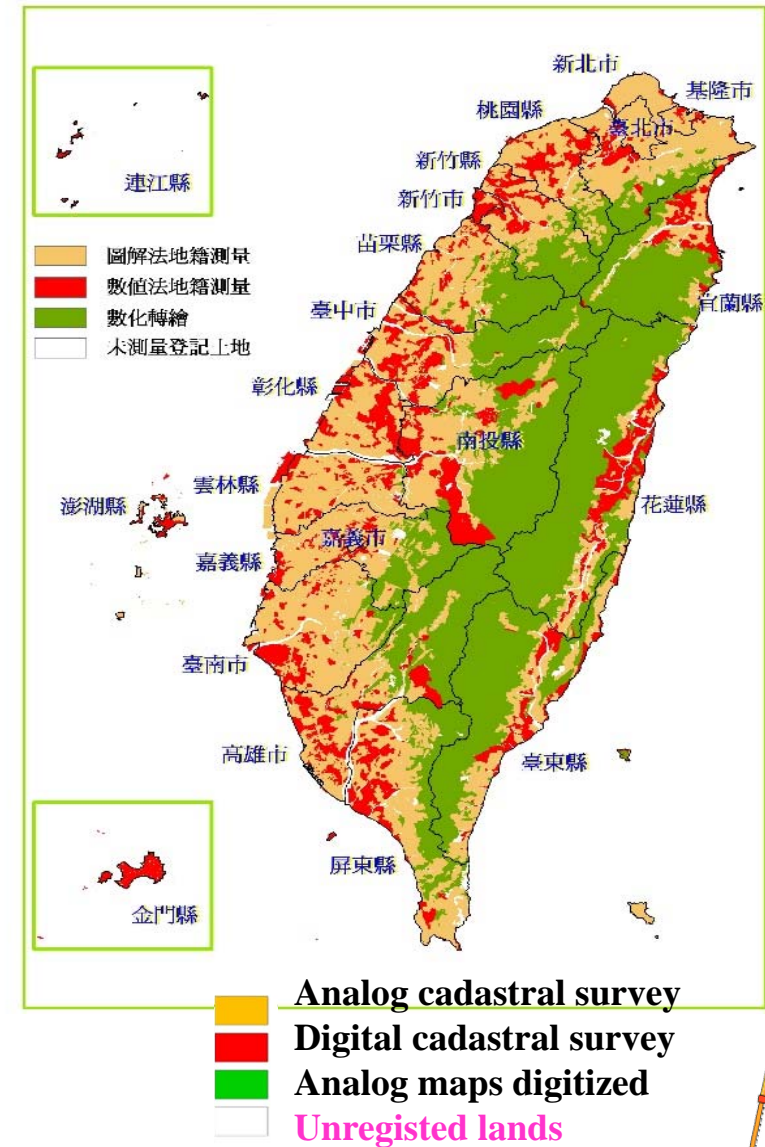 新北市
基隆市
桃園縣
臺北市
新竹縣
連江縣
新竹市
苗栗縣
圖解法地籍測量
數值法地籍測量
宜蘭縣
臺中市
數化轉繪
未測量登記土地
彰化縣
南投縣
雲林縣
澎湖縣
花蓮縣
嘉義市
嘉義縣
臺南市
高雄市
臺東縣
屏東縣
金門縣
Analog cadastral survey
Digital cadastral survey
Analog maps digitized
Unregisted lands